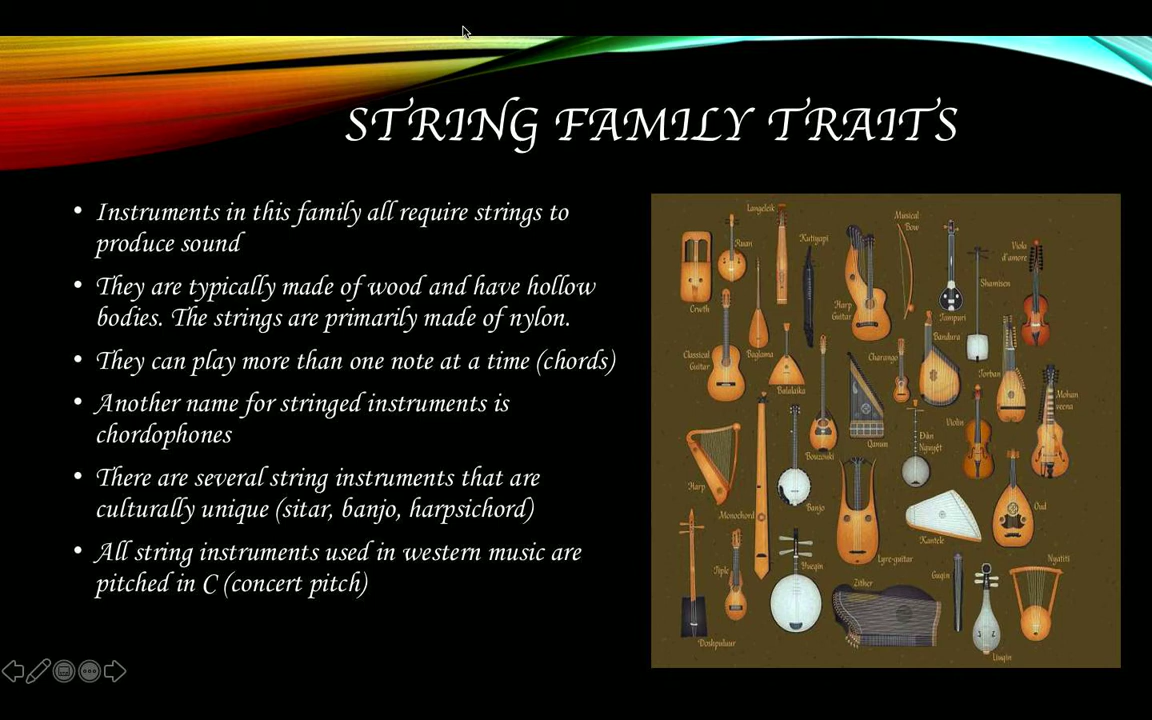 STRING FAMILY TRAITS
• Instruments in this family all require strings to
produce sound
• They are typically made of wood and have hollow
bodies. The strings are primarily made of nylon.
• They can play more than one note at a time (chords)
• Another name for stringed instruments is
chordophones
• There are several string instruments that are
culturally unique (sitar, banjo, harpsichord)
• All string instruments used in western music are
pitched in C (concert pitch)
Langeleik
Musical
Bow
Ruan
Kutiyapi
Viola
d'amore
Shamisen
Crwth
Harp
Guitar
Tampuri
Bandura
Classical
Guitar
Baglama
Charango
Torban
Balalaika
Mohan
veena
Violin
Qanun
Đàn
Nguyệt
Bouzouki
Harp
Banjo
Oud
Monochord
Kantele
Lyre-guitar
Nyatiti
Yueqin
Tiple
Guqin
Zither
Doshpuluur
Liuqin